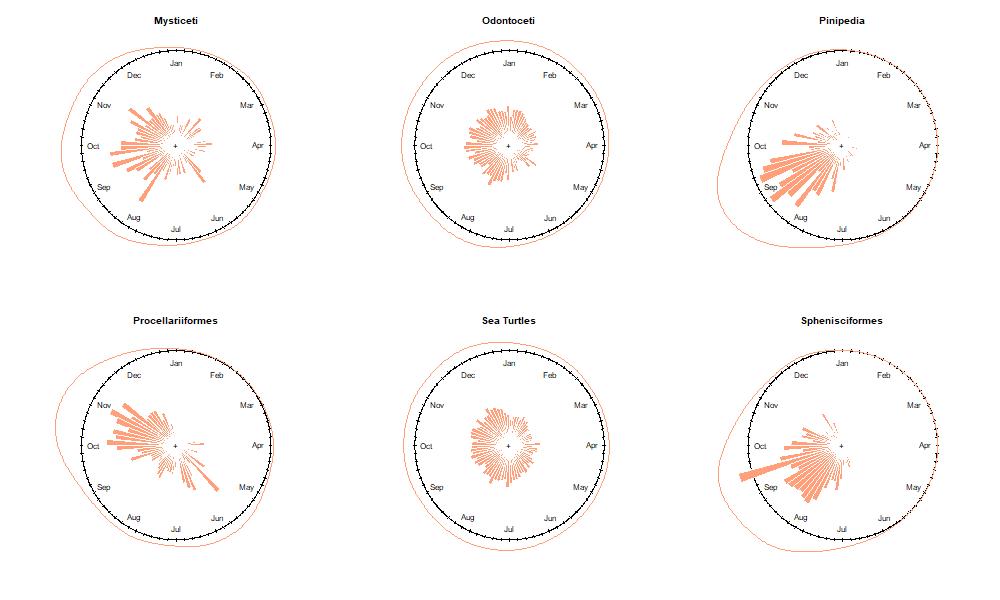 Mysticeti
Jan
Feb
Mar
Apr
May
Jun
Jul
Aug
Sep
Oct
Nov
Dec
Odontoceti
Jan
Feb
Mar
Apr
May
Jun
Jul
Aug
Sep
Oct
Nov
Dec
Pinipedia
Jan
Feb
Mar
Apr
May
Jun
Jul
Aug
Sep
Oct
Nov
Dec
Procellariiformes
Jan
Feb
Mar
Apr
May
Jun
Jul
Aug
Sep
Oct
Nov
Dec
Sea Turtles
Jan
Feb
Mar
Apr
May
Jun
Jul
Aug
Sep
Oct
Nov
Dec
Sphenisciformes
Jan
Feb
Mar
Apr
May
Jun
Jul
Aug
Sep
Oct
Nov
Dec